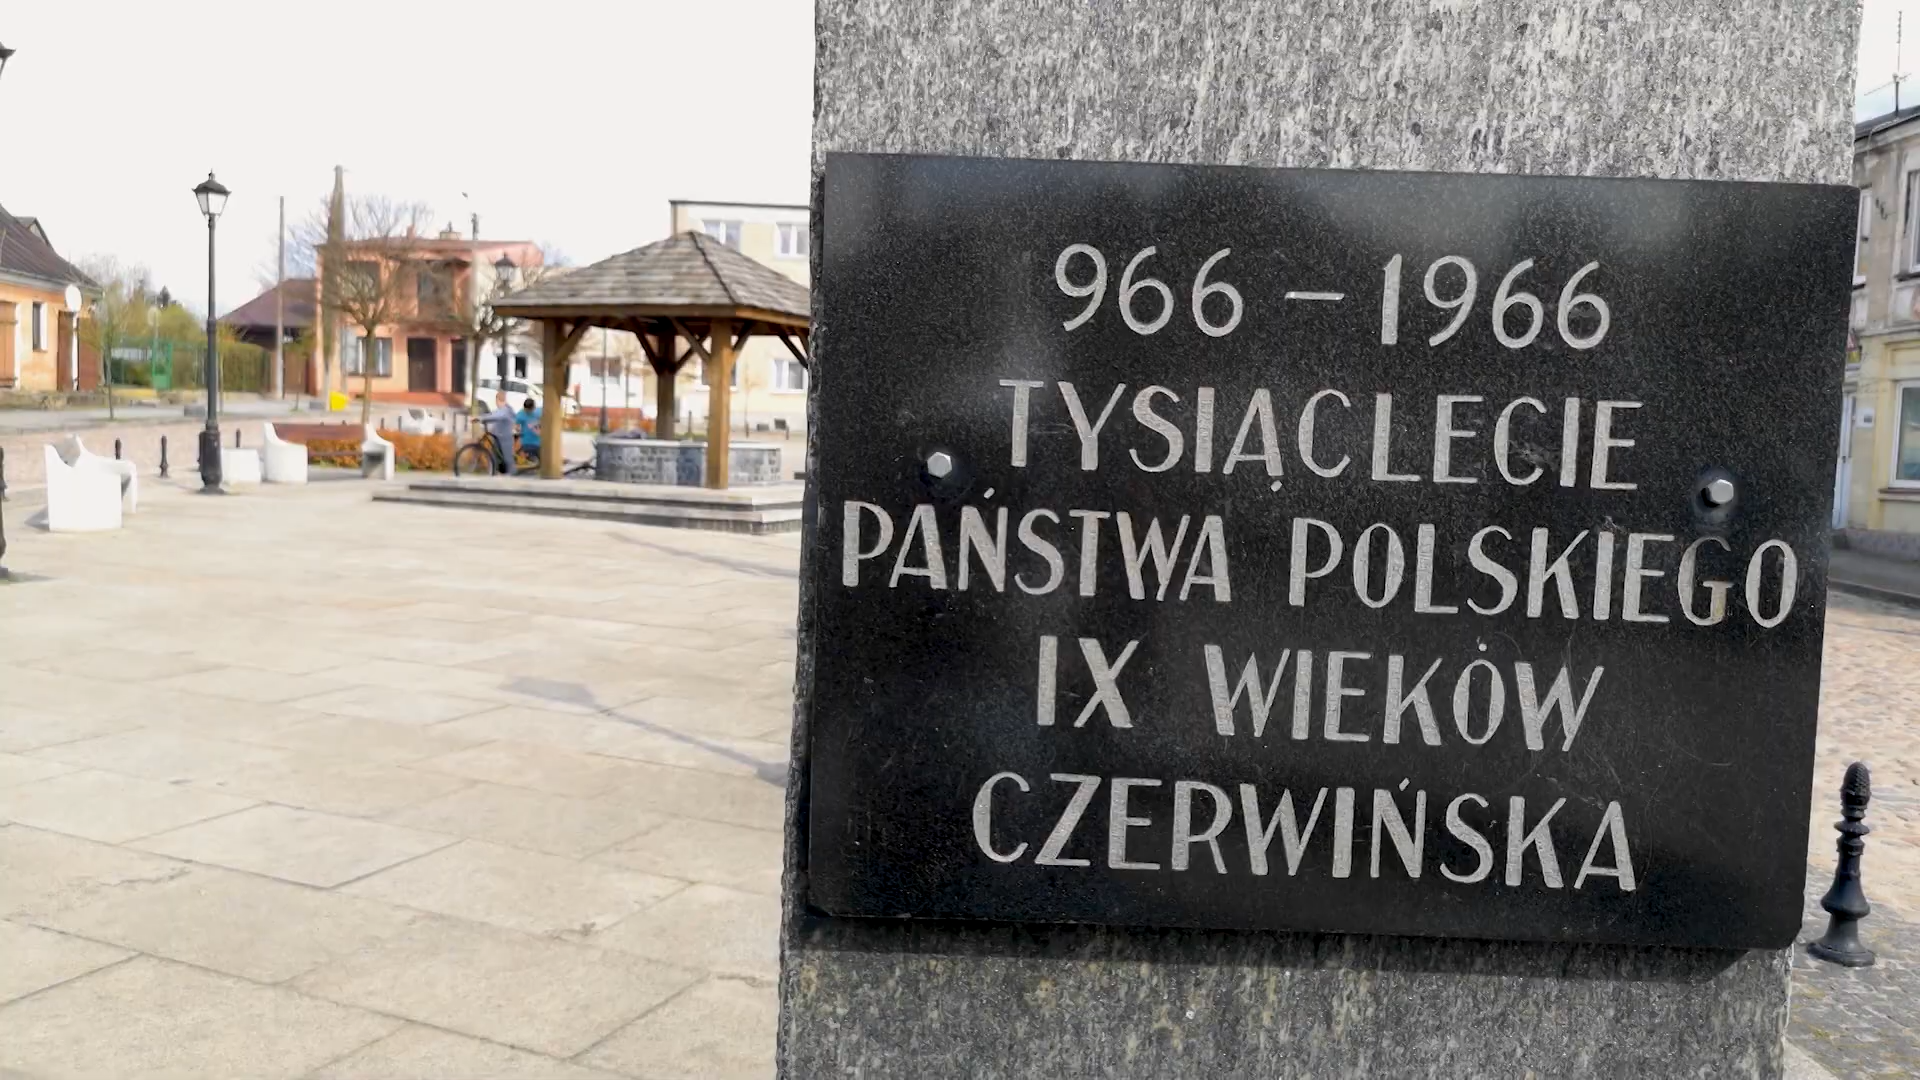 966 – 1966
TYSIĄCLECIE
PAŃSTWA POLSKIEGO
IX WIEKÓW
CZERWIŃSKA